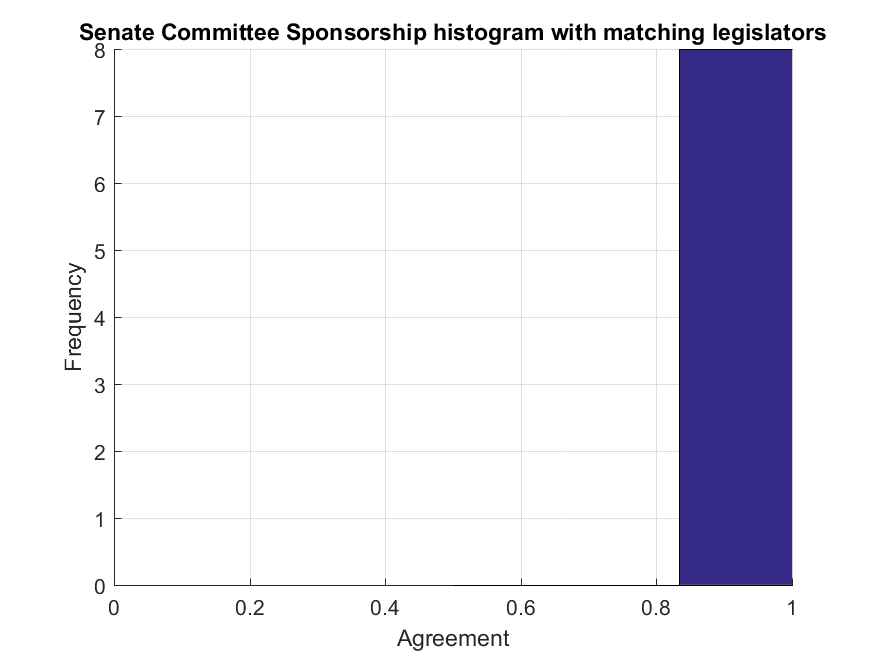 Senate Committee Sponsorship histogram with matching legislators
8
7
6
5
4
3
2
1
0
Frequency
0 0.2 0.4 0.6 0.8 1
Agreement